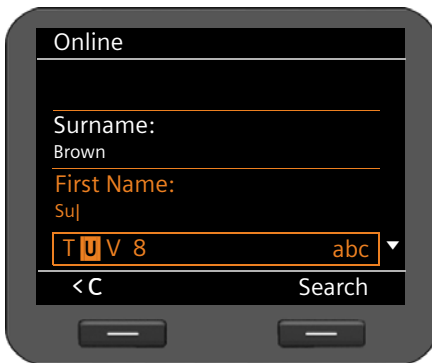 Online
Surname:
Brown
First Name:
Su
T U V 8 abc
< C Search